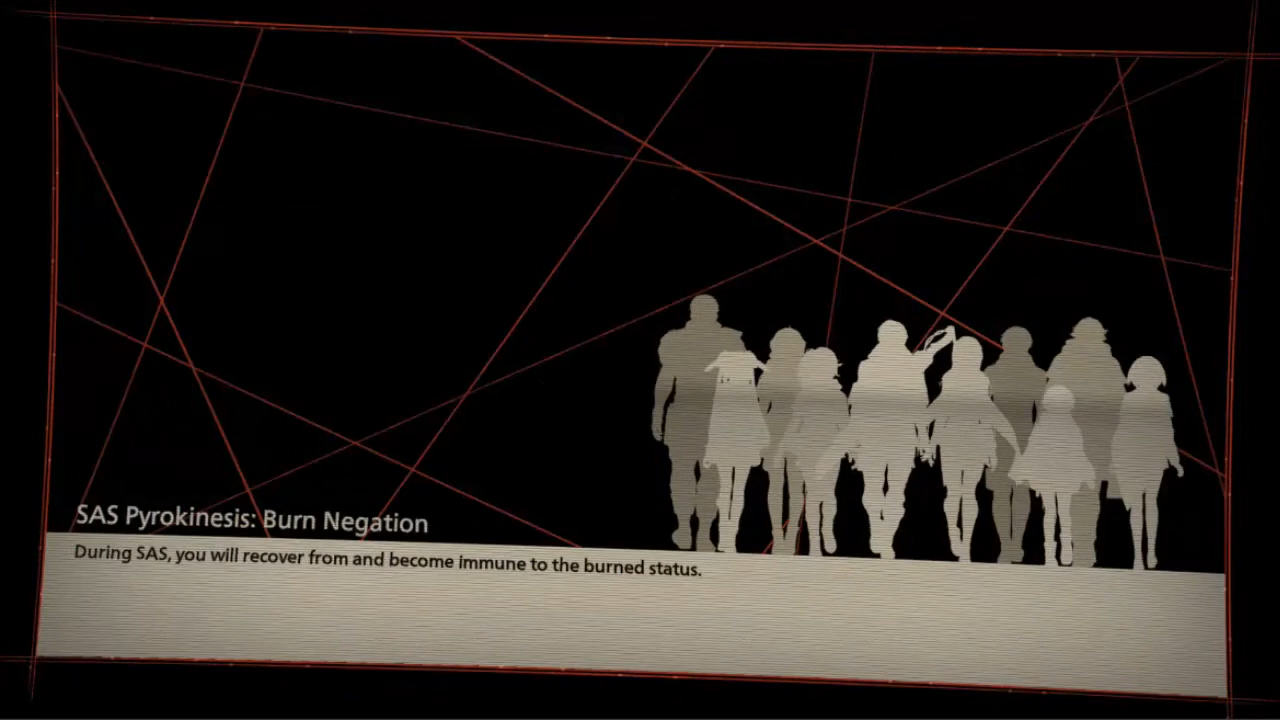 SAS Pyrokinesis: Burn Negation
During SAS, you will recover from and become immune to the burned status.